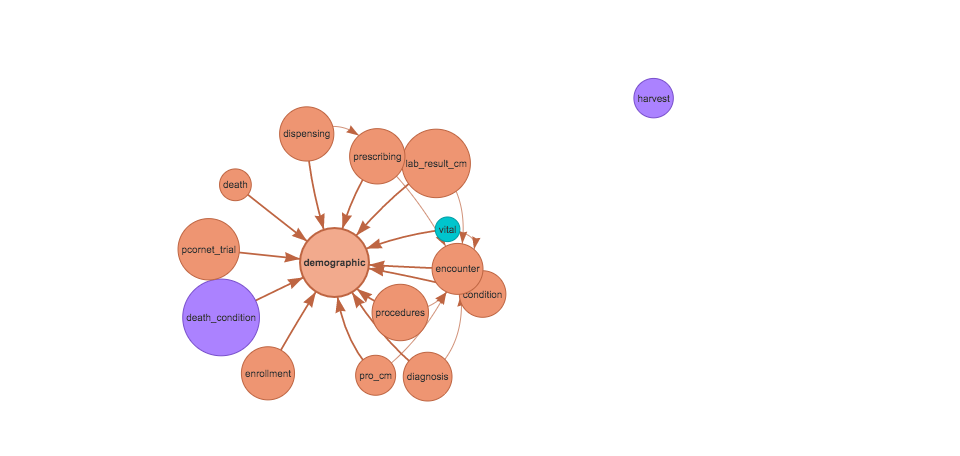 harvest
dispensing
prescribing
lab_result_cm
death
vital
pcornet_trial
demographic
encounter
condition
death_condition
procedures
enrollment
pro_cm
diagnosis